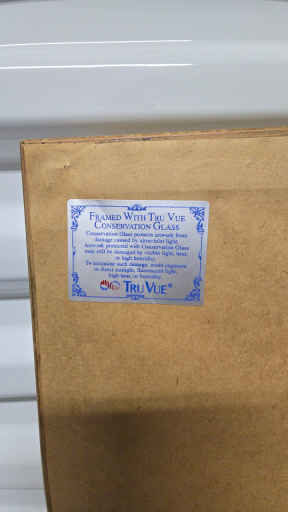 FRAMED WITH TRU VUE
CONSERVATION GLASS
Conservation Glass protects artwork from
damage caused by ultraviolet light.
Artwork protected with Conservation Glass
may still be damaged by visible light, heat,
or high humidity.
To minimize such damage, avoid exposure
to direct sunlight, fluorescent light,
high heat, or humidity.
TRU VUE®